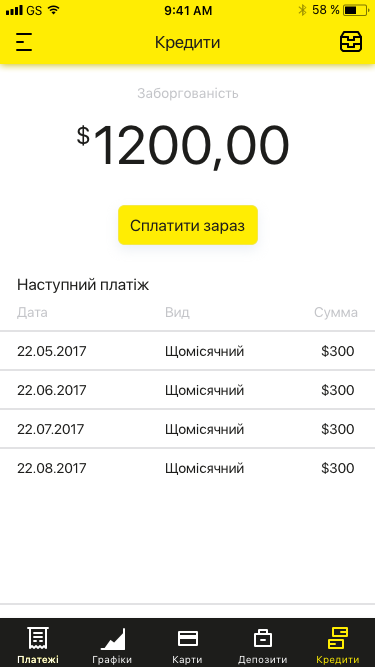 GS 9:41 AM 58 %
Кредити
Заборгованість
$1200,00
Сплатити зараз
Наступний платіж
Дата Вид Сумма
22.05.2017 Щомісячний $300
22.06.2017 Щомісячний $300
22.07.2017 Щомісячний $300
22.08.2017 Щомісячний $300
Платежі Графіки Карти Депозити Кредити